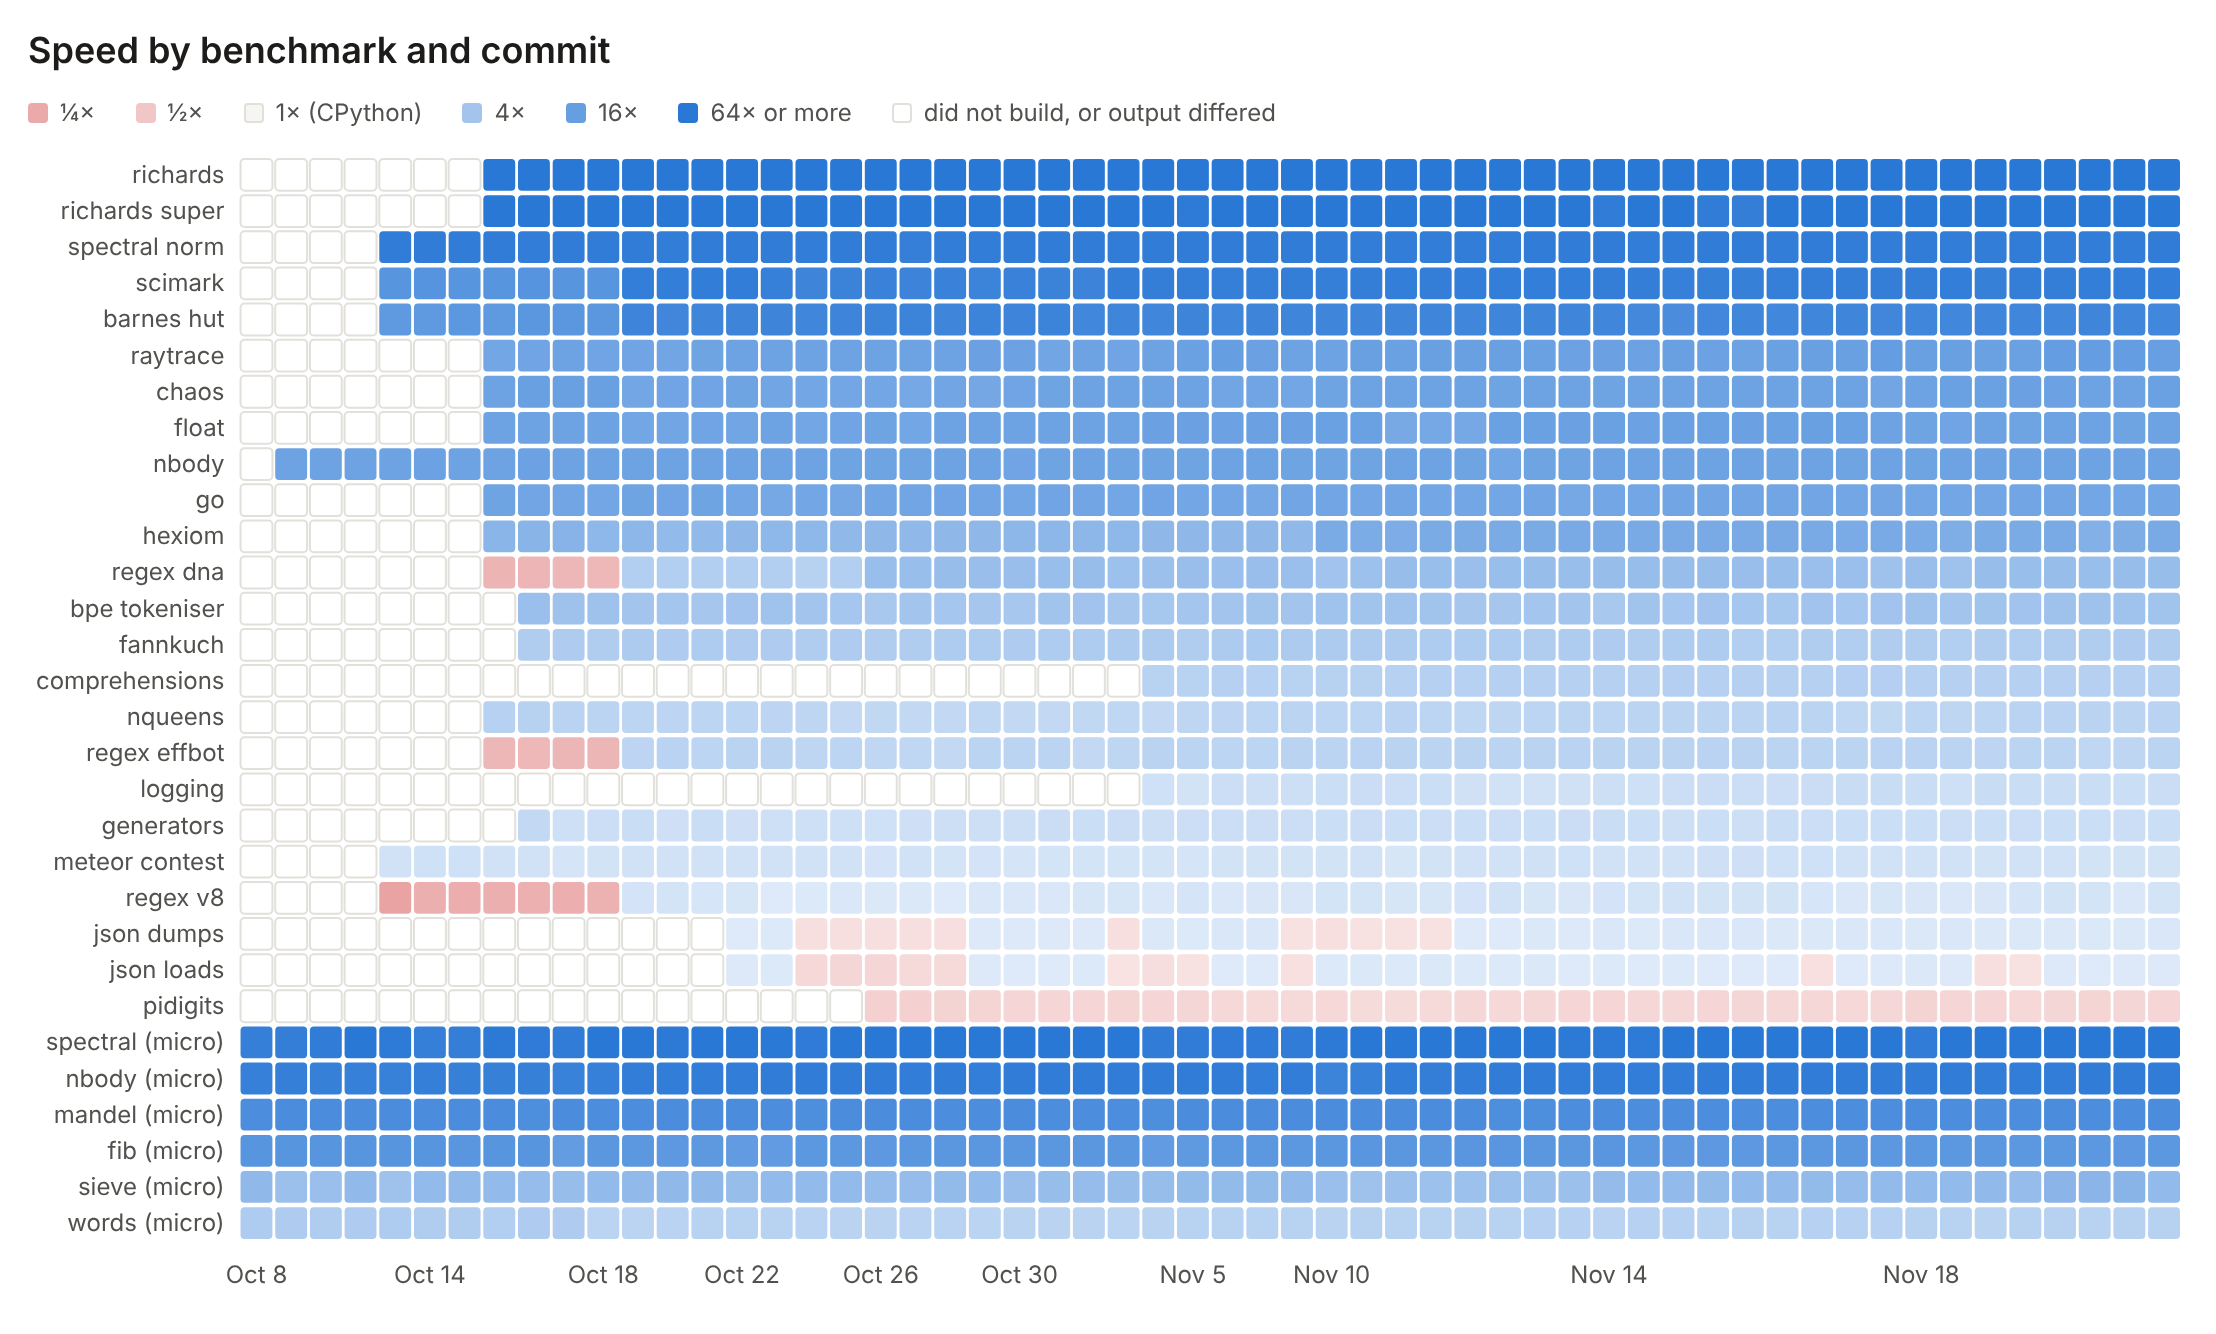 Speed by benchmark and commit
¼× ½× 1× (CPython) 4× 16× 64× or more did not build, or output differed
richards
richards super
spectral norm
scimark
barnes hut
raytrace
chaos
float
nbody
go
hexiom
regex dna
bpe tokeniser
fannkuch
comprehensions
nqueens
regex effbot
logging
generators
meteor contest
regex v8
json dumps
json loads
pidigits
spectral (micro)
nbody (micro)
mandel (micro)
fib (micro)
sieve (micro)
words (micro)
Oct 8 Oct 14 Oct 18 Oct 22 Oct 26 Oct 30 Nov 5 Nov 10 Nov 14 Nov 18